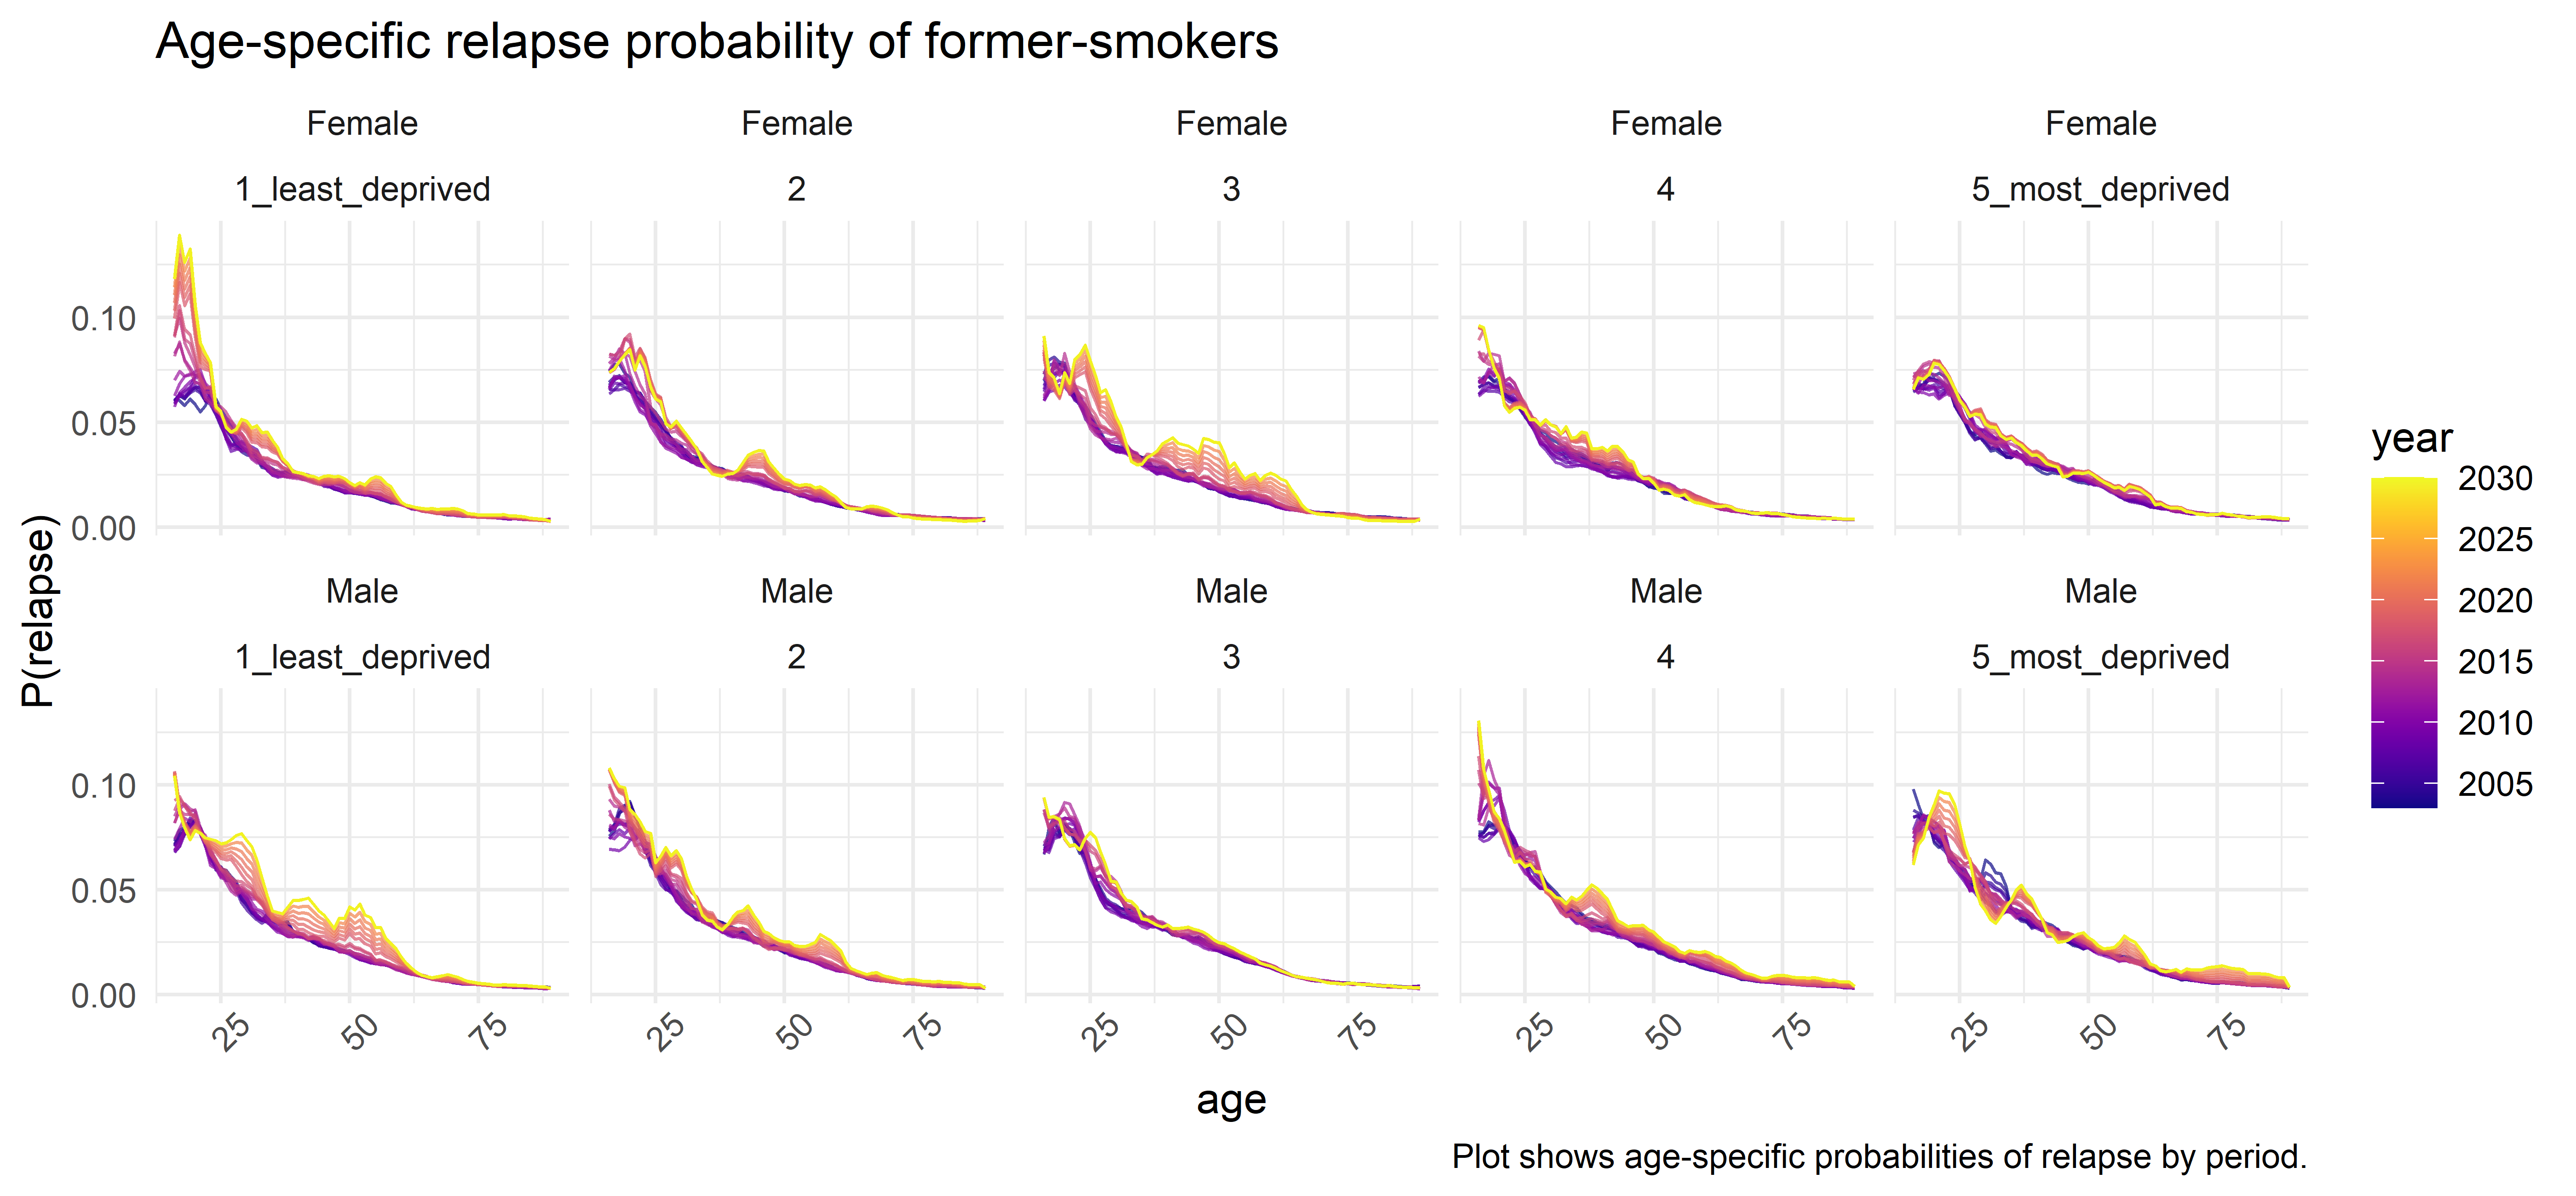 Age-specific relapse probability of former-smokers
Female Female Female Female Female
1_least_deprived 2 3 4 5_most_deprived
0.10
0.05
0.00
Male Male Male Male Male
1_least_deprived 2 3 4 5_most_deprived
0.10
0.05
0.00
25 50 75 25 50 75 25 50 75 25 50 75 25 50 75
P(relapse)
age
year
2030
2025
2020
2015
2010
2005
Plot shows age-specific probabilities of relapse by period.